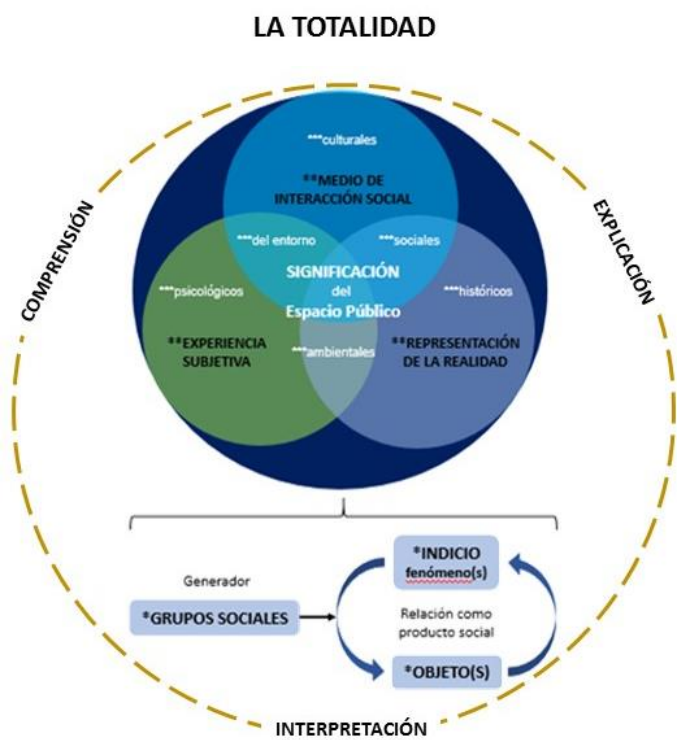 LA TOTALIDAD
***culturales
**MEDIO DE
INTERACCIÓN SOCIAL
COMPRENSIÓN
EXPLICACIÓN
***del entorno
***sociales
SIGNIFICACIÓN
del
Espacio Público
***psicológicos
***históricos
**EXPERIENCIA
SUBJETIVA
***ambientales
**REPRESENTACIÓN
DE LA REALIDAD
*INDICIO
fenómeno(s)
Generador
*GRUPOS SOCIALES
Relación como
producto social
*OBJETO(S)
INTERPRETACIÓN